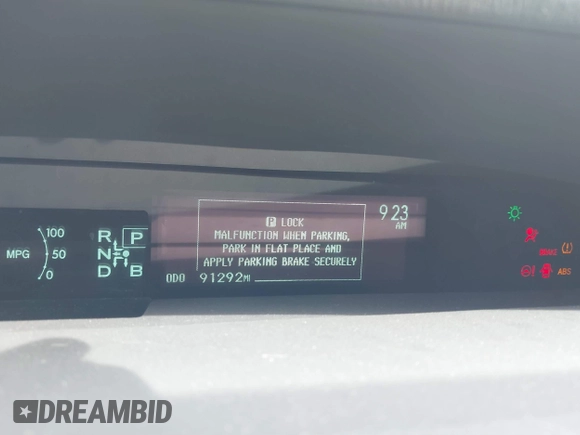 100
MPG 50
0
R P
N
D B
P LOCK
MALFUNCTION WHEN PARKING,
PARK IN FLAT PLACE AND
APPLY PARKING BRAKE SECURELY
ODO 91292MI
9 23
AM
ABS
DREAMBID